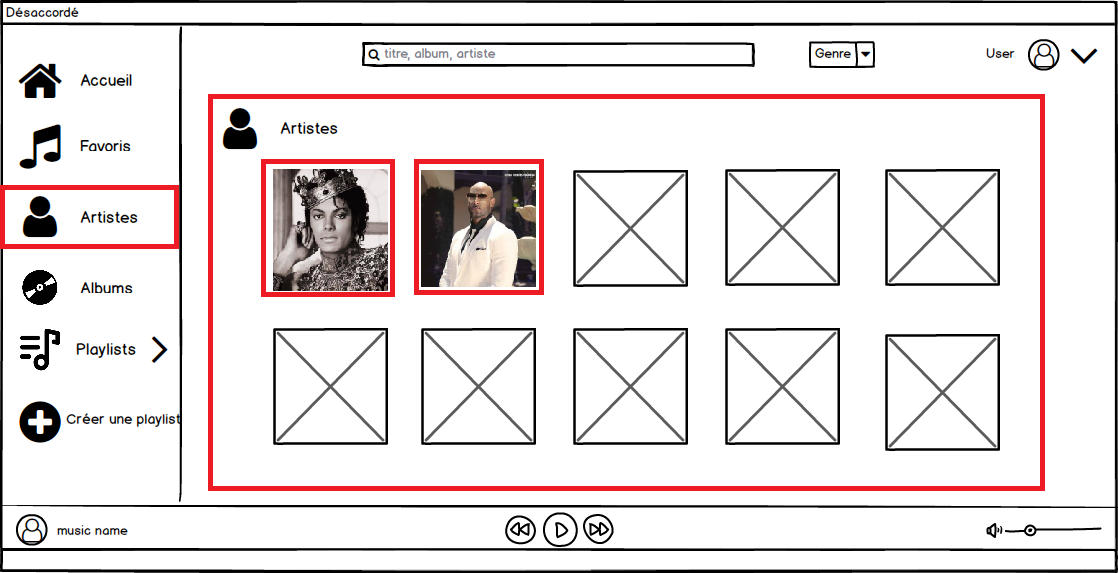 Désaccordé
titre, album, artiste
Genre
User
Accueil
Favoris
Artistes
Albums
Playlists
Créer une playlist
Artistes
music name